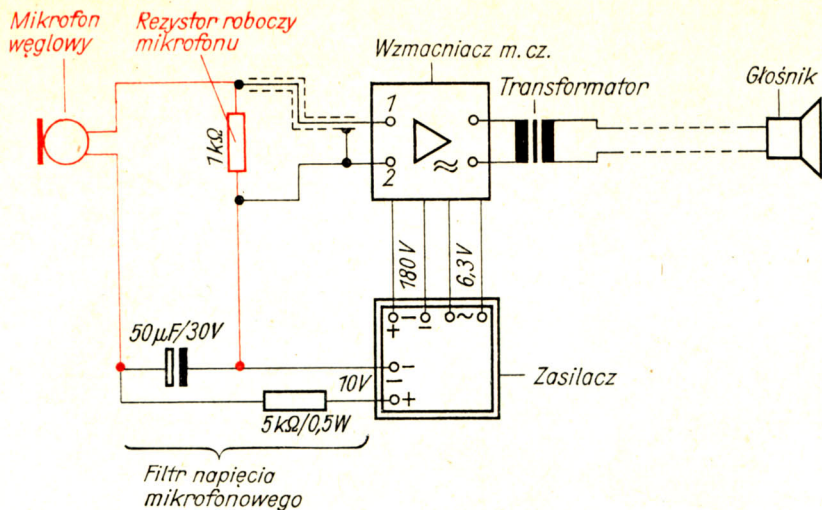 Mikrofon
węglowy
Rezystor roboczy
mikrofonu
Wzmacniacz m.cz.
Transformator
Głośnik
1
2
1kΩ
180V
6,3V
50µF/30V
10V
5kΩ/0,5W
Zasilacz
Filtr napięcia
mikrofonowego